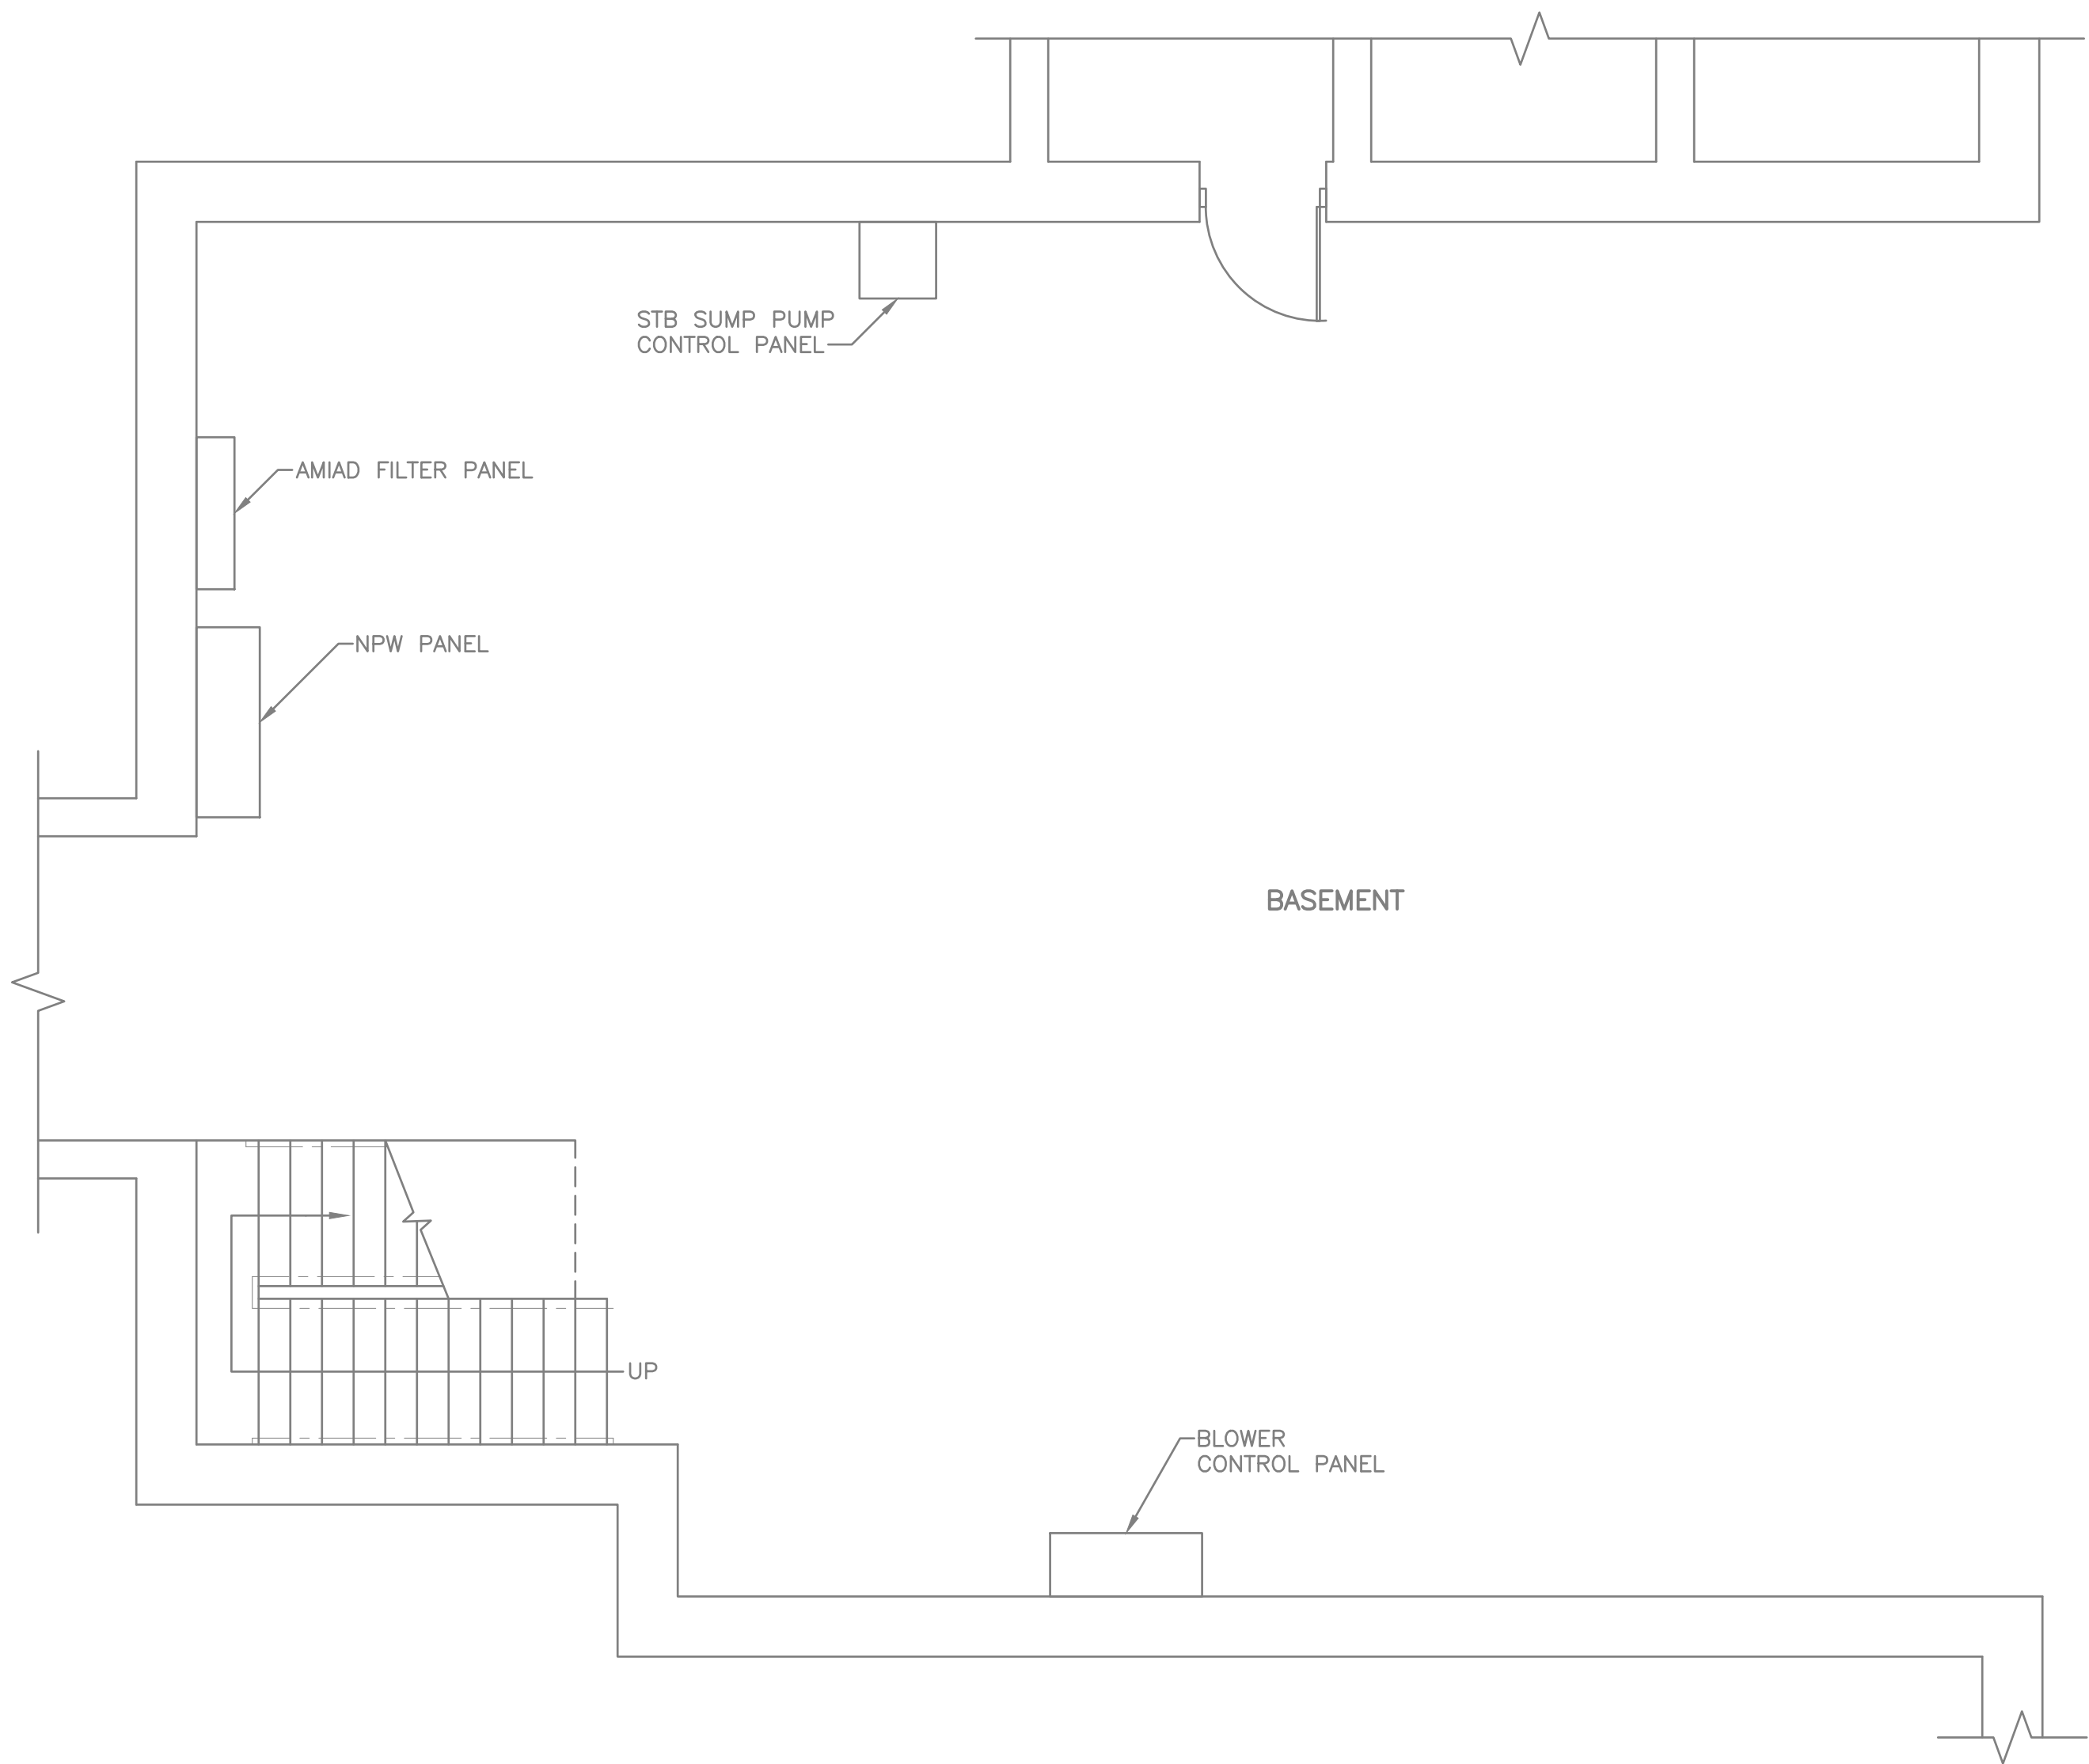 STB SUMP PUMP
CONTROL PANEL
AMIAD FILTER PANEL
NPW PANEL
BASEMENT
UP
BLOWER
CONTROL PANEL